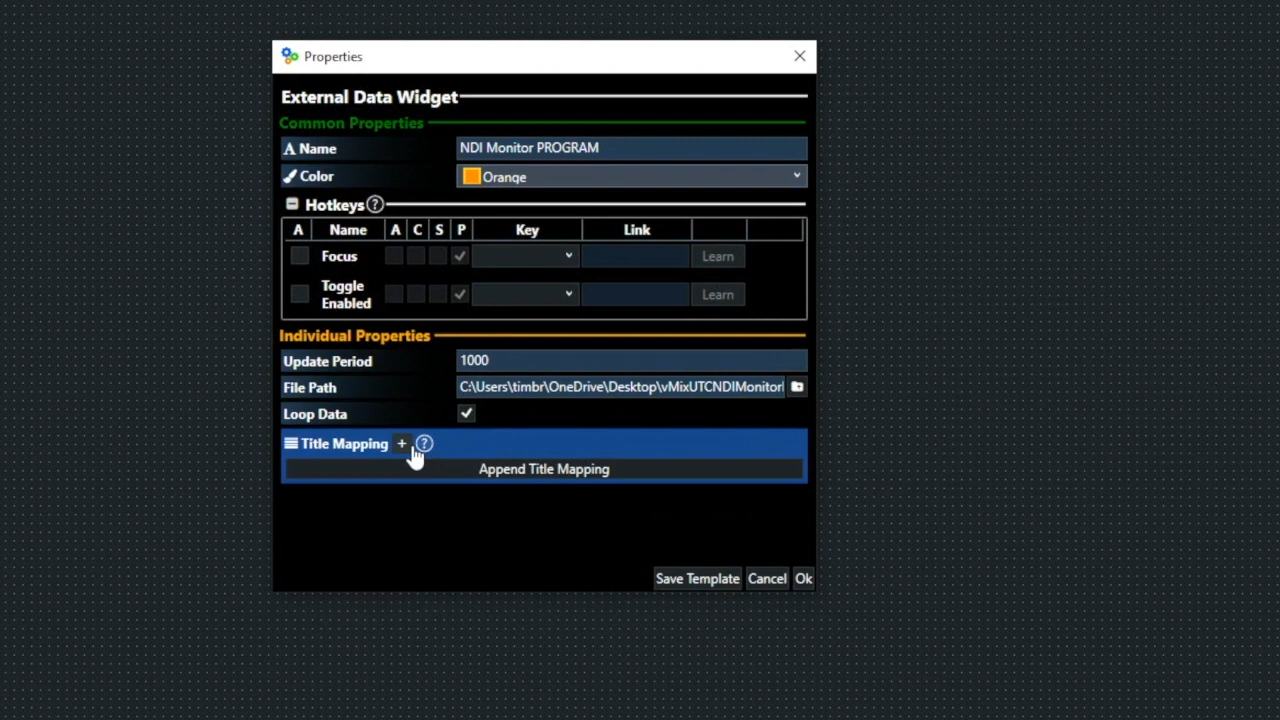 Properties
External Data Widget
Common Properties
A Name NDI Monitor PROGRAM
Color Orange
Hotkeys ?
A Name A C S P Key Link
Focus Learn
Toggle Enabled Learn
Individual Properties
Update Period 1000
File Path C:\Users\timbr\OneDrive\Desktop\vMixUTCNDIMonitor
Loop Data
Title Mapping + ?
Append Title Mapping
Save Template Cancel Ok